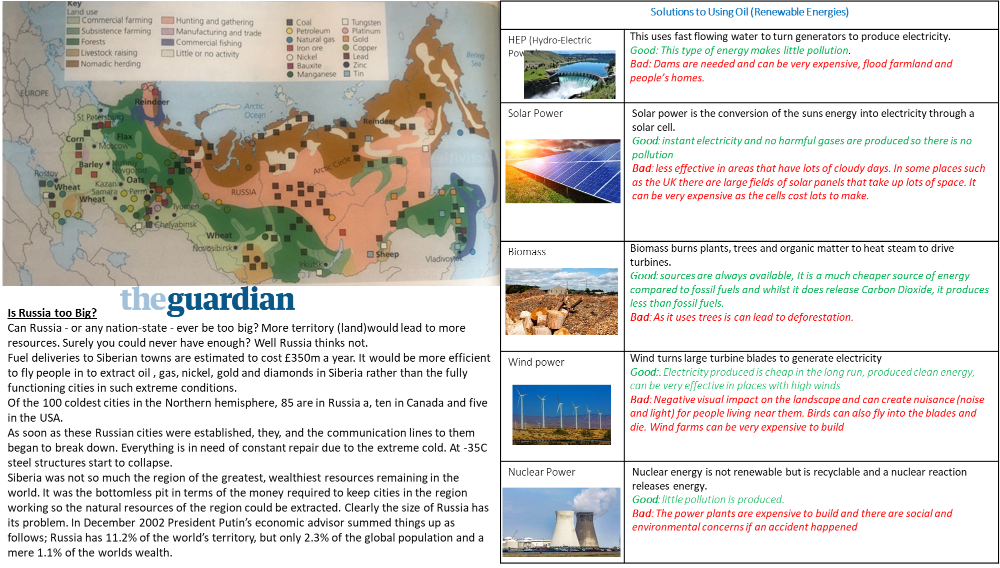 Key
Land use
Commercial farming
Subsistence farming
Forests
Livestock raising
Nomadic herding
Hunting and gathering
Manufacturing and trade
Commercial fishing
Little or no activity
Coal
Petroleum
Natural gas
Iron ore
Nickel
Bauxite
Manganese
Tungsten
Platinum
Gold
Copper
Lead
Zinc
Tin
Bering
Sea
EUROPE
Reindeer
Arctic
Ocean
St Petersburg
Reindeer
Corn
Flax
Moscow
Barley
Nizhniy
Novgorod
Arctic Circle
Rostov
Oats
Kazan
Wheat
Samara
Perm
RUSSIA
Wheat
Tyumen
Chelyabinsk
Wheat
Novosibirsk
Irkutsk
Sheep
Vladivostok
theguardian
Is Russia too Big?
Can Russia - or any nation-state - ever be too big? More territory (land)would lead to more
resources. Surely you could never have enough? Well Russia thinks not.
Fuel deliveries to Siberian towns are estimated to cost £350m a year. It would be more efficient
to fly people in to extract oil , gas, nickel, gold and diamonds in Siberia rather than the fully
functioning cities in such extreme conditions.
Of the 100 coldest cities in the Northern hemisphere, 85 are in Russia a, ten in Canada and five
in the USA.
As soon as these Russian cities were established, they, and the communication lines to them
began to break down. Everything is in need of constant repair due to the extreme cold. At -35C
steel structures start to collapse.
Siberia was not so much the region of the greatest, wealthiest resources remaining in the
world. It was the bottomless pit in terms of the money required to keep cities in the region
working so the natural resources of the region could be extracted. Clearly the size of Russia has
its problem. In December 2002 President Putin’s economic advisor summed things up as
follows; Russia has 11.2% of the world’s territory, but only 2.3% of the global population and a
mere 1.1% of the worlds wealth.
Solutions to Using Oil (Renewable Energies)
HEP (Hydro-Electric
This uses fast flowing water to turn generators to produce electricity.
Good: This type of energy makes little pollution.
Bad: Dams are needed and can be very expensive, flood farmland and
people’s homes.
Solar Power
Solar power is the conversion of the suns energy into electricity through a
solar cell.
Good: instant electricity and no harmful gases are produced so there is no
pollution
Bad: less effective in areas that have lots of cloudy days. In some places such
as the UK there are large fields of solar panels that take up lots of space. It
can be very expensive as the cells cost lots to make.
Biomass
Biomass burns plants, trees and organic matter to heat steam to drive
turbines.
Good: sources are always available, It is a much cheaper source of energy
compared to fossil fuels and whilst it does release Carbon Dioxide, it produces
less than fossil fuels.
Bad: As it uses trees is can lead to deforestation.
Wind power
Wind turns large turbine blades to generate electricity
Good:. Electricity produced is cheap in the long run, produced clean energy,
can be very effective in places with high winds
Bad: Negative visual impact on the landscape and can create nuisance (noise
and light) for people living near them. Birds can also fly into the blades and
die. Wind farms can be very expensive to build
Nuclear Power
Nuclear energy is not renewable but is recyclable and a nuclear reaction
releases energy.
Good: little pollution is produced.
Bad: The power plants are expensive to build and there are social and
environmental concerns if an accident happened